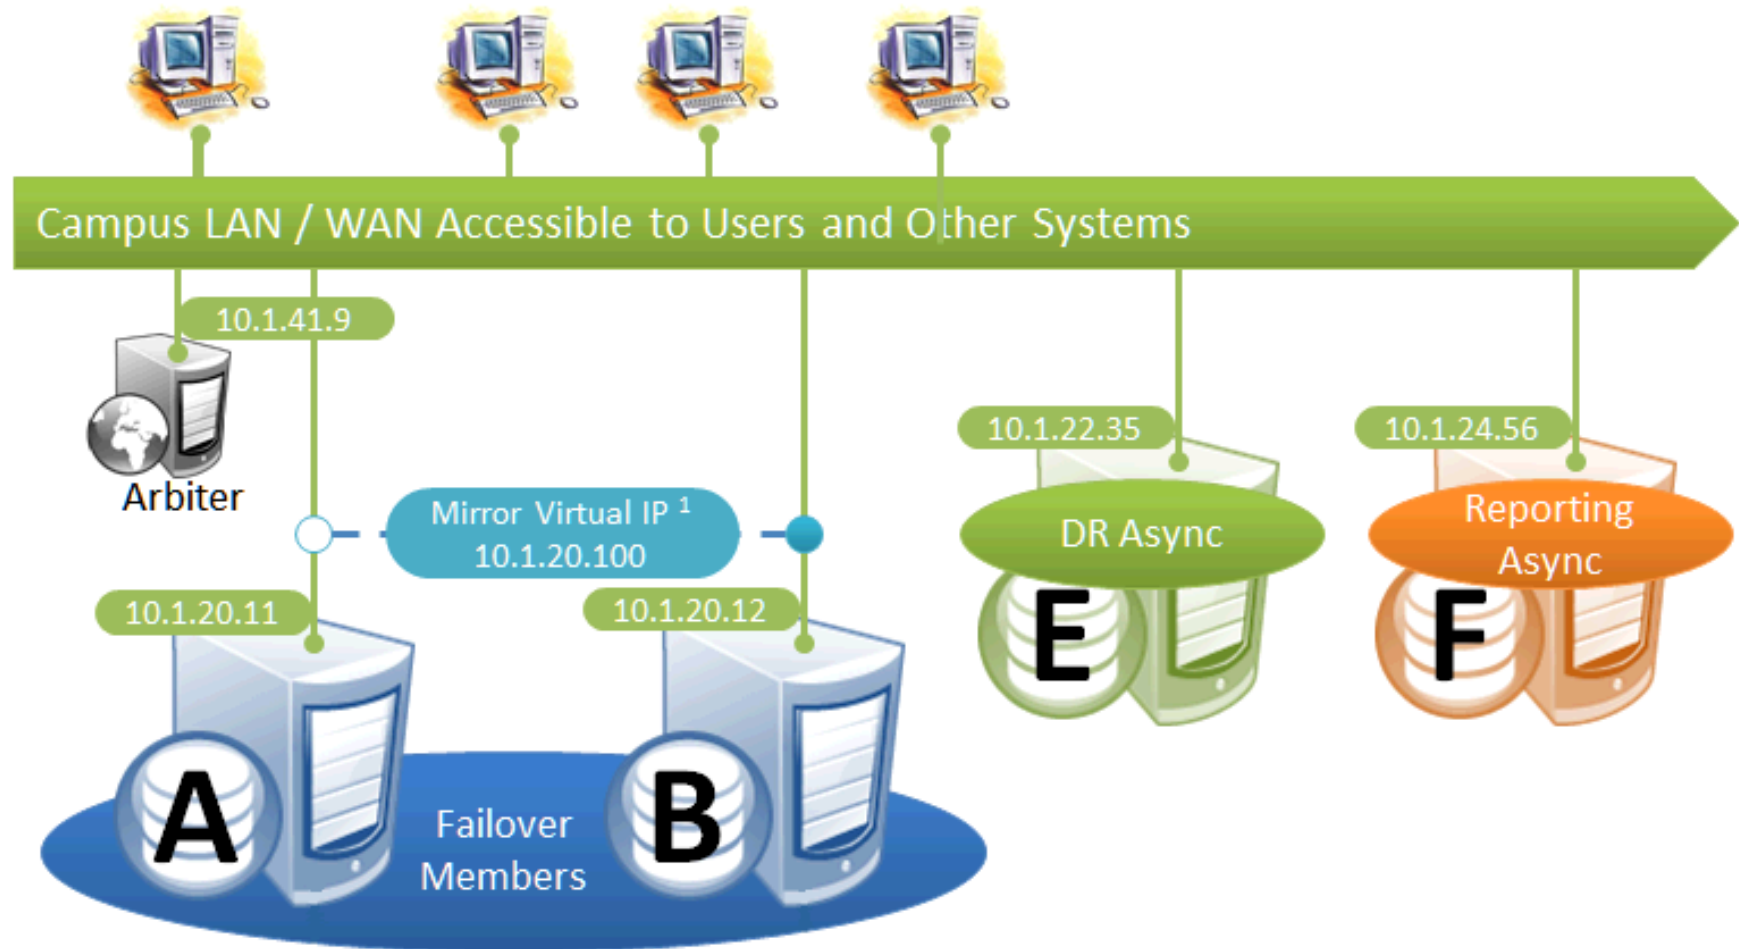 Campus LAN / WAN Accessible to Users and Other Systems
10.1.41.9
Arbiter
10.1.22.35
10.1.24.56
Mirror Virtual IP 1
10.1.20.100
DR Async
Reporting
Async
10.1.20.11
10.1.20.12
E
F
A
B
Failover
Members